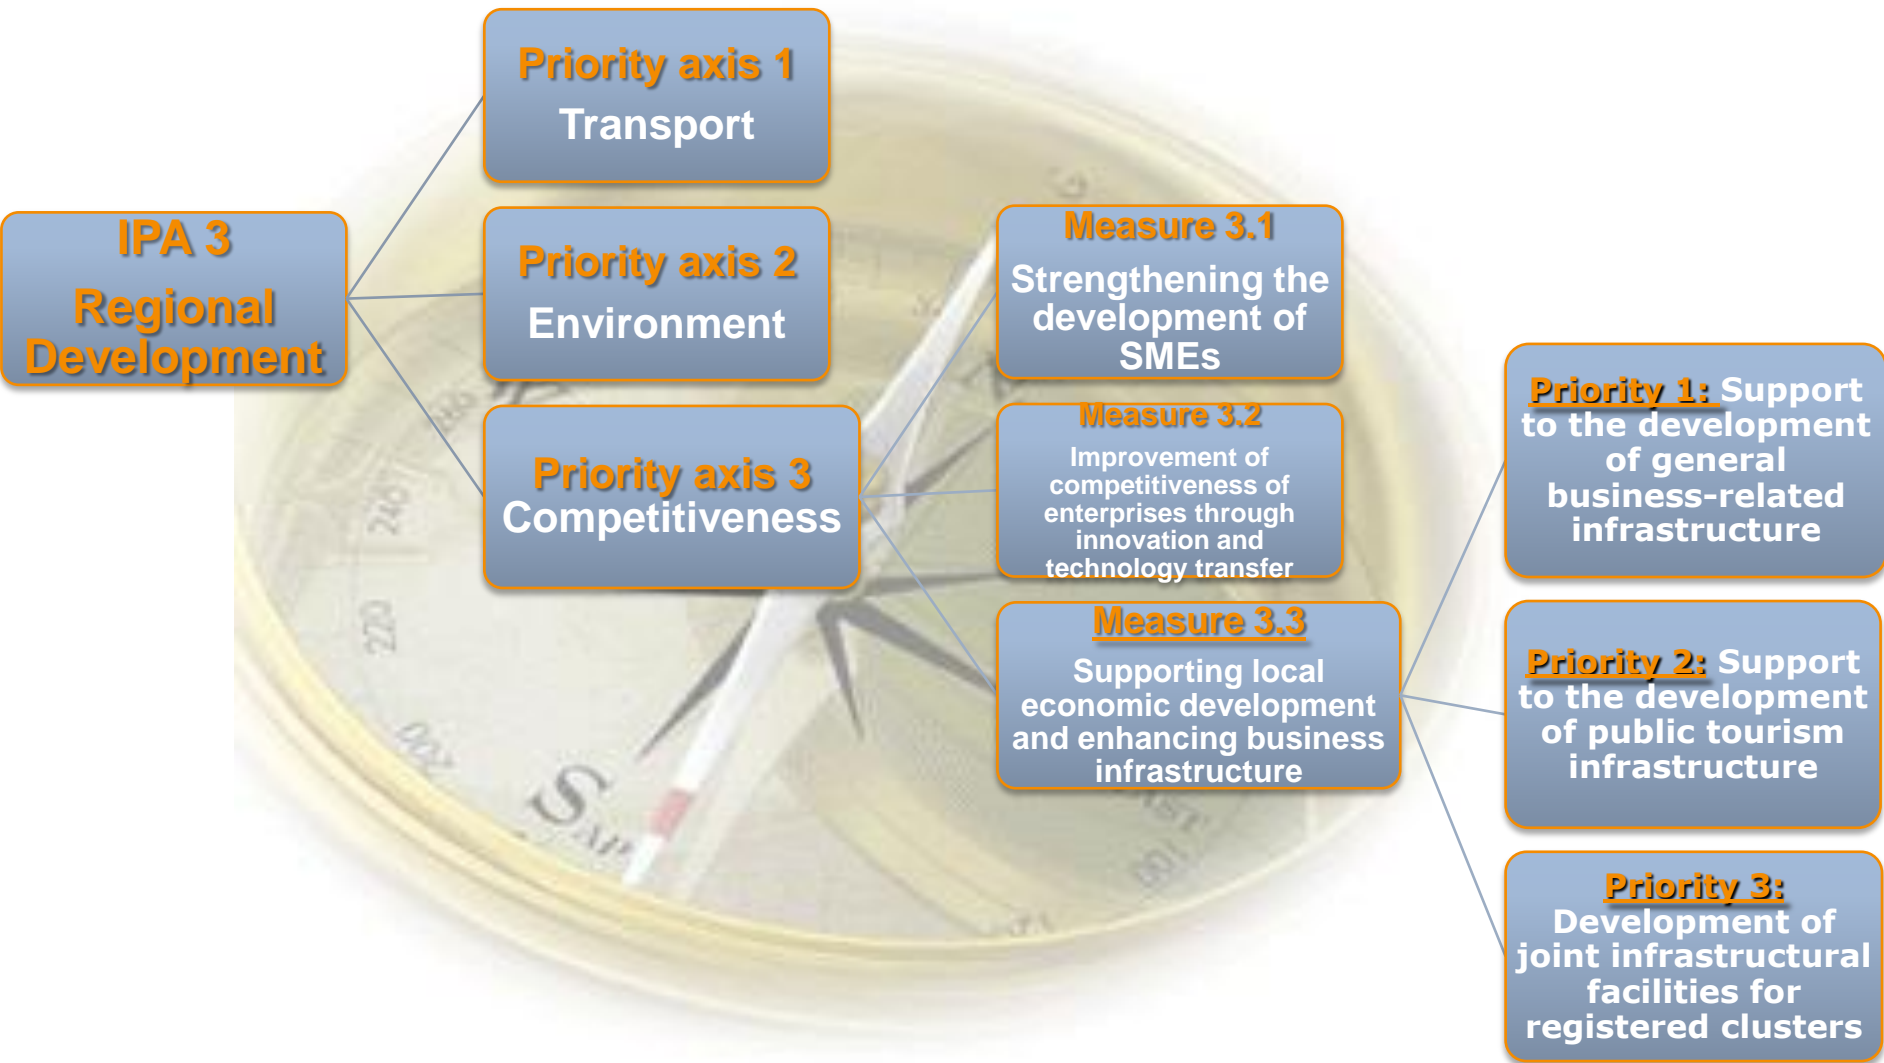 IPA 3
Regional
Development
Priority axis 1
Transport
Priority axis 2
Environment
Priority axis 3
Competitiveness
Measure 3.1
Strengthening the
development of
SMEs
Measure 3.2
Improvement of
competitiveness of
enterprises through
innovation and
technology transfer
Measure 3.3
Supporting local
economic development
and enhancing business
infrastructure
Priority 1: Support
to the development
of general
business-related
infrastructure
Priority 2: Support
to the development
of public tourism
infrastructure
Priority 3:
Development of
joint infrastructural
facilities for
registered clusters
240
220
200
S